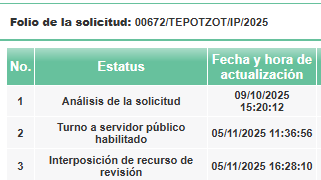 Folio de la solicitud: 00672/TEPOTZOT/IP/2025
No. Estatus Fecha y hora de
actualización
1 Análisis de la solicitud 09/10/2025
15:20:12
2 Turno a servidor público
habilitado 05/11/2025 11:36:56
3 Interposición de recurso de
revisión 05/11/2025 16:28:10